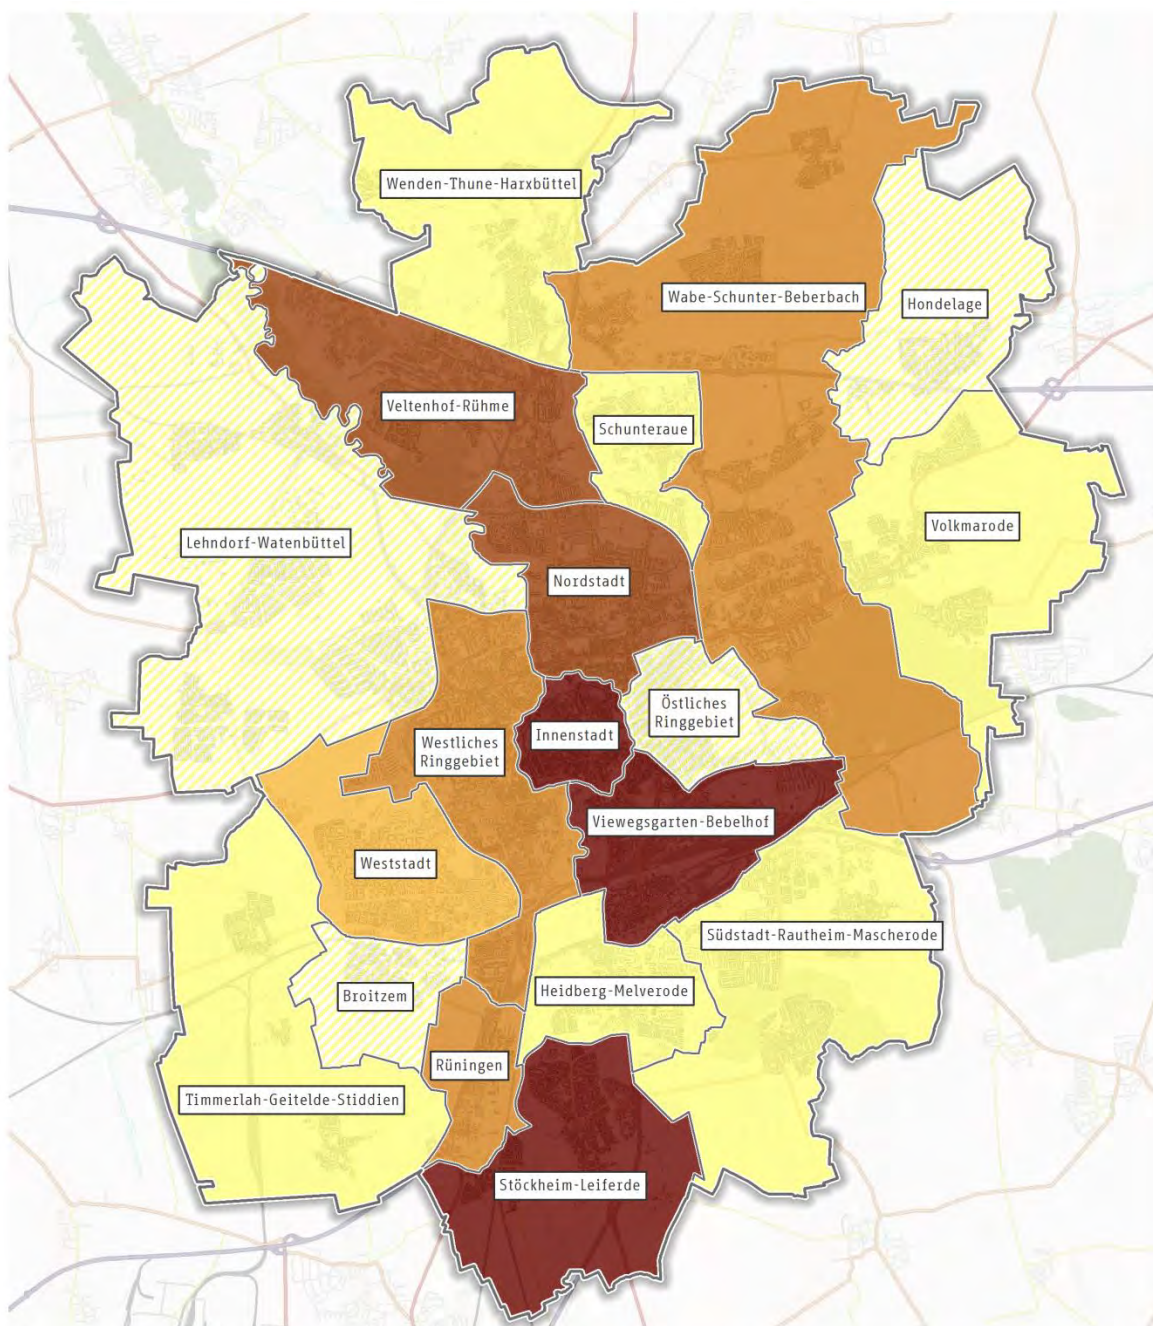 Wenden-Thune-Harxbüttel
Wabe-Schunter-Beberbach
Hondelage
Veltenhof-Rühme
Schunteraue
Volkmarode
Lehndorf-Watenbüttel
Nordstadt
Östliches
Ringgebiet
Innenstadt
Westliches
Ringgebiet
Viewegsgarten-Bebelhof
Weststadt
Südstadt-Rautheim-Mascherode
Heidberg-Melverode
Broitzem
Rüningen
Timmerlah-Geitelde-Stiddien
Stöckheim-Leiferde